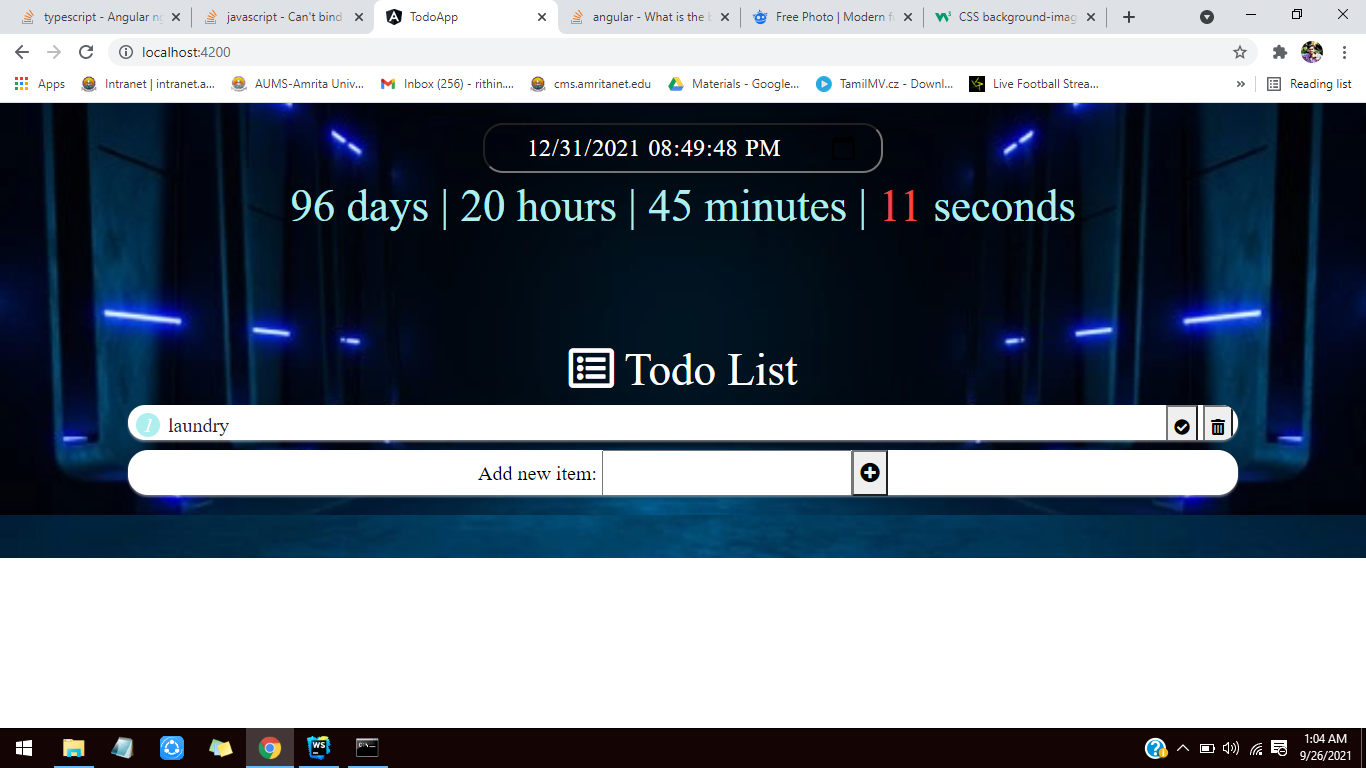 typescript - Angular ng
javascript - Can't bind
TodoApp
angular - What is the b
Free Photo | Modern fu
CSS background-imag
localhost:4200
Apps
Intranet | intranet.a...
AUMS-Amrita Univ...
Inbox (256) - rithin....
cms.amritanet.edu
Materials - Google...
TamilMV.cz - Downl...
Live Football Strea...
»
Reading list
12/31/2021 08:49:48 PM
96 days | 20 hours | 45 minutes | 11 seconds
Todo List
1 laundry
Add new item:
WS
1:04 AM
9/26/2021